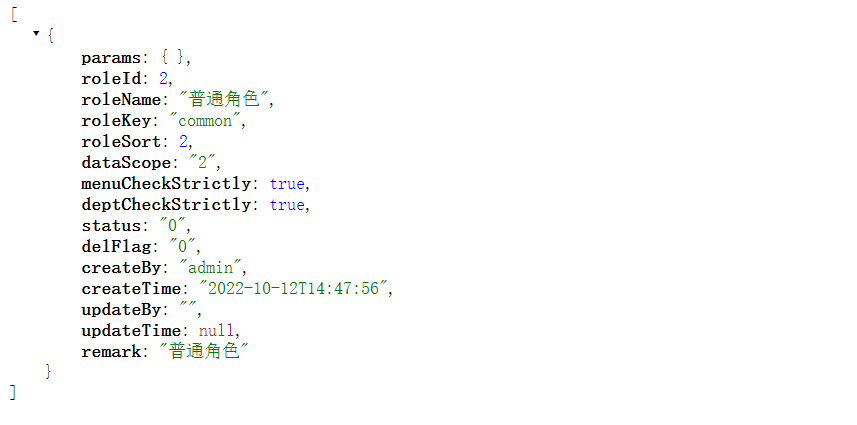 [
{
params: { },
roleId: 2,
roleName: "普通角色",
roleKey: "common",
roleSort: 2,
dataScope: "2",
menuCheckStrictly: true,
deptCheckStrictly: true,
status: "0",
delFlag: "0",
createBy: "admin",
createTime: "2022-10-12T14:47:56",
updateBy: "",
updateTime: null,
remark: "普通角色"
}
]